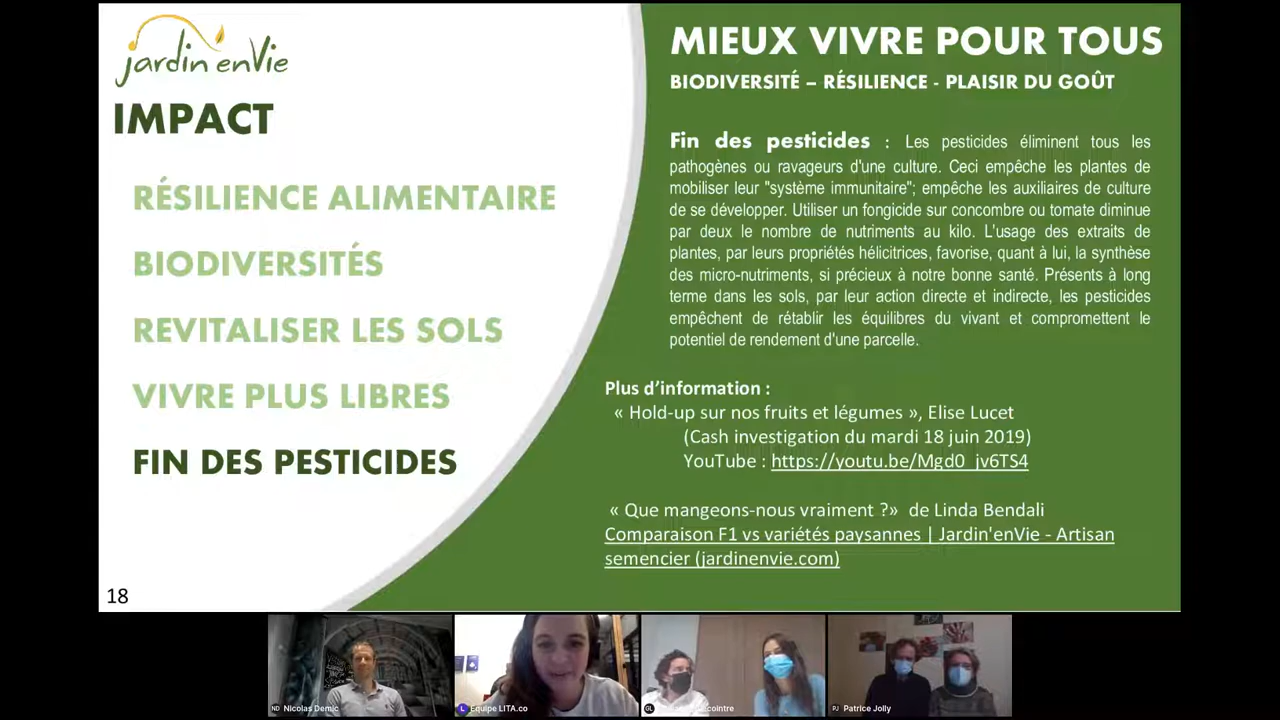 jardin enVie
IMPACT
RÉSILIENCE ALIMENTAIRE
BIODIVERSITÉS
REVITALISER LES SOLS
VIVRE PLUS LIBRES
FIN DES PESTICIDES
18
MIEUX VIVRE POUR TOUS
BIODIVERSITÉ – RÉSILIENCE - PLAISIR DU GOÛT
Fin des pesticides : Les pesticides éliminent tous les
pathogènes ou ravageurs d'une culture. Ceci empêche les plantes de
mobiliser leur "système immunitaire"; empêche les auxiliaires de culture
de se développer. Utiliser un fongicide sur concombre ou tomate diminue
par deux le nombre de nutriments au kilo. L'usage des extraits de
plantes, par leurs propriétés hélicitrices, favorise, quant à lui, la synthèse
des micro-nutriments, si précieux à notre bonne santé. Présents à long
terme dans les sols, par leur action directe et indirecte, les pesticides
empêchent de rétablir les équilibres du vivant et compromettent le
potentiel de rendement d'une parcelle.
Plus d'information :
« Hold-up sur nos fruits et légumes », Elise Lucet
(Cash investigation du mardi 18 juin 2019)
YouTube : https://youtu.be/Mgd0_jv6TS4
« Que mangeons-nous vraiment ?» de Linda Bendali
Comparaison F1 vs variétés paysannes | Jardin'enVie - Artisan
semencier (jardinenvie.com)
ND Nicolas Demic
L Equipe LITA.co
GL cointre
PJ Patrice Jolly